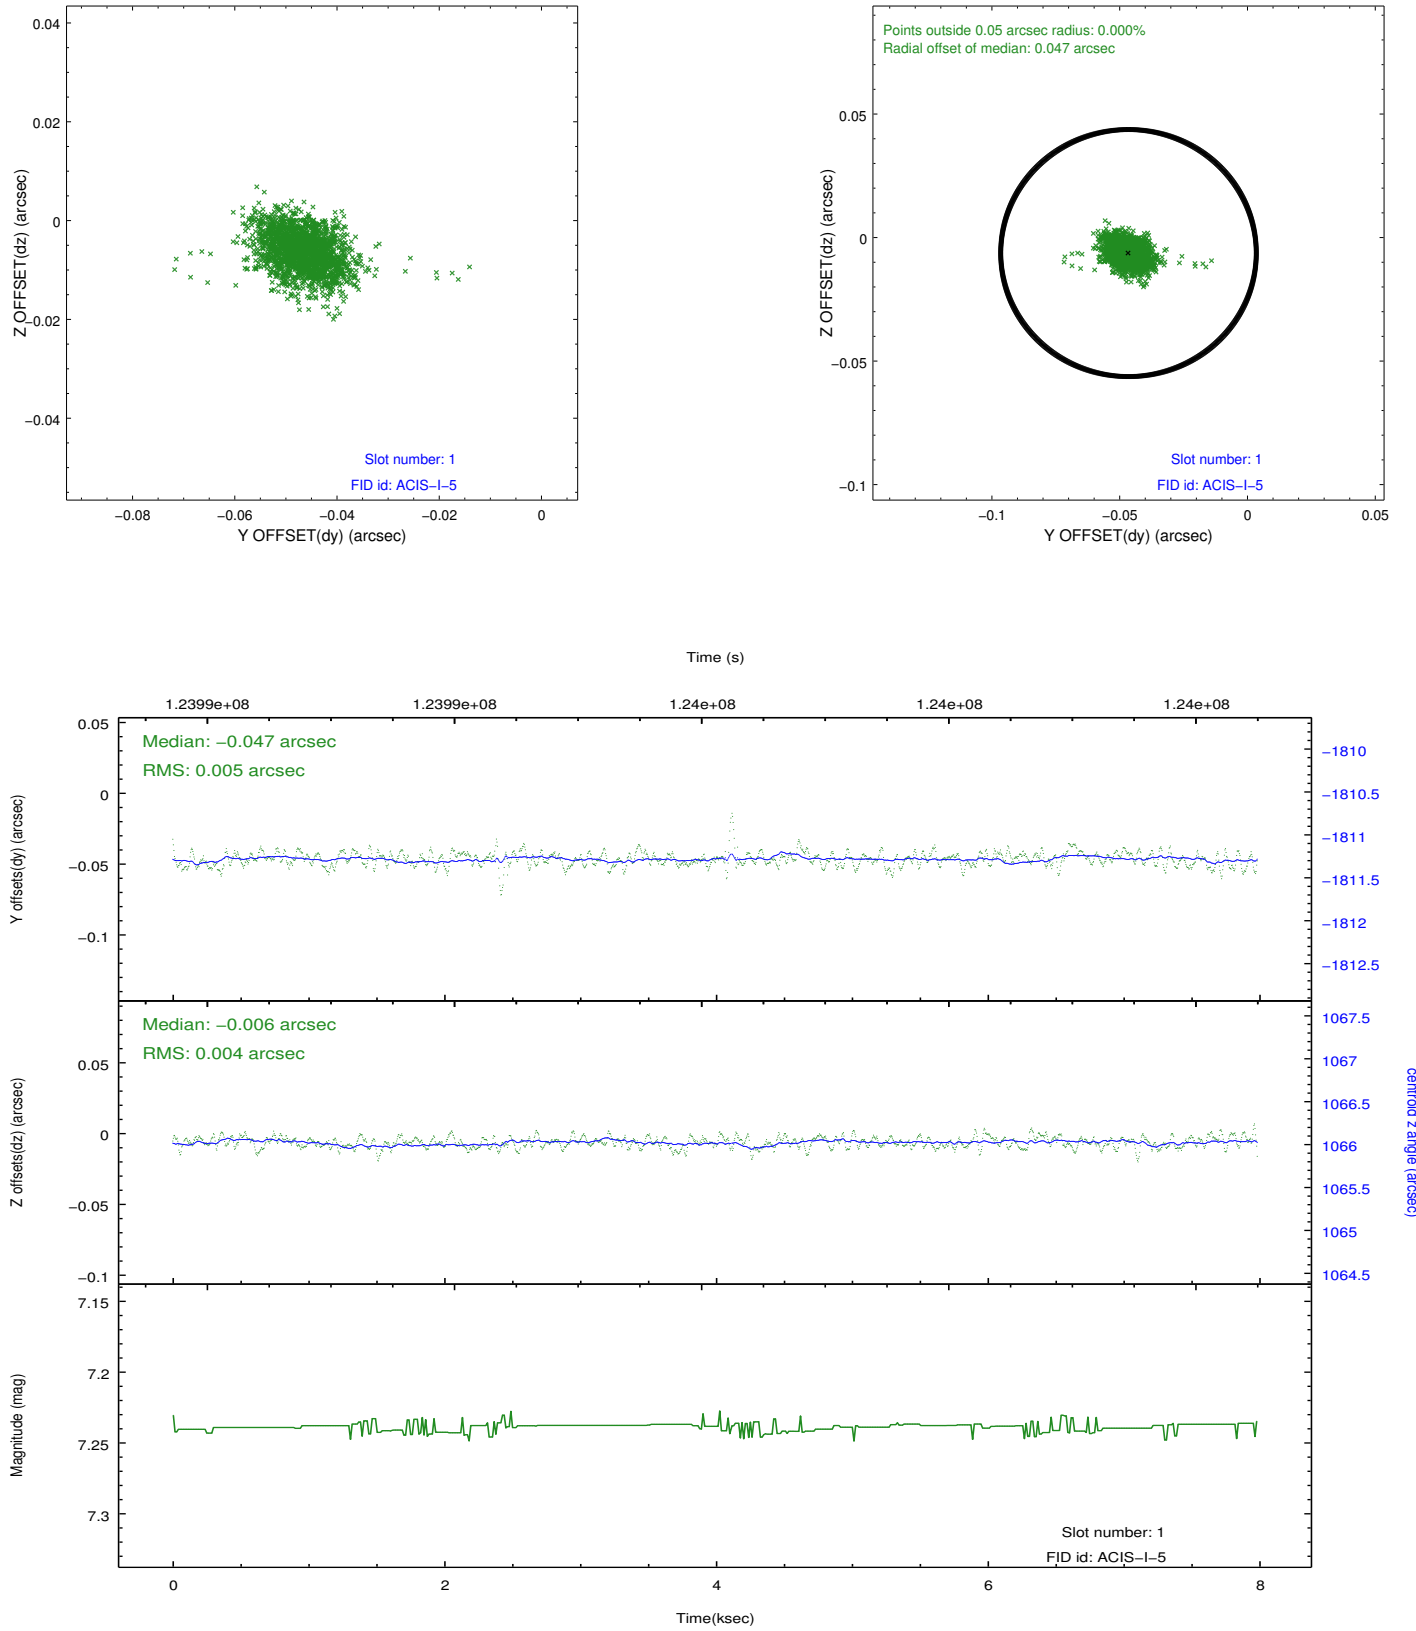 0.04
0.02
0
−0.02
−0.04
Z OFFSET(dz) (arcsec)
Slot number: 1
FID id: ACIS−I−5
−0.08 −0.06 −0.04 −0.02 0
Y OFFSET(dy) (arcsec)
Points outside 0.05 arcsec radius: 0.000%
Radial offset of median: 0.047 arcsec
0.05
0
−0.05
−0.1
Z OFFSET(dz) (arcsec)
Slot number: 1
FID id: ACIS−I−5
−0.1 −0.05 0 0.05
Y OFFSET(dy) (arcsec)
Time (s)
1.2399e+08 1.2399e+08 1.24e+08 1.24e+08 1.24e+08
Median: −0.047 arcsec
RMS: 0.005 arcsec
0.05
0
−0.05
−0.1
Y offsets(dy) (arcsec)
−1810
−1810.5
−1811
−1811.5
−1812
−1812.5
Median: −0.006 arcsec
RMS: 0.004 arcsec
0.05
0
−0.05
−0.1
Z offsets(dz) (arcsec)
1067.5
1067
1066.5
1066
1065.5
1065
1064.5
centroid z angle (arcsec)
7.15
7.2
7.25
7.3
Magnitude (mag)
Slot number: 1
FID id: ACIS−I−5
0 2 4 6 8
Time(ksec)